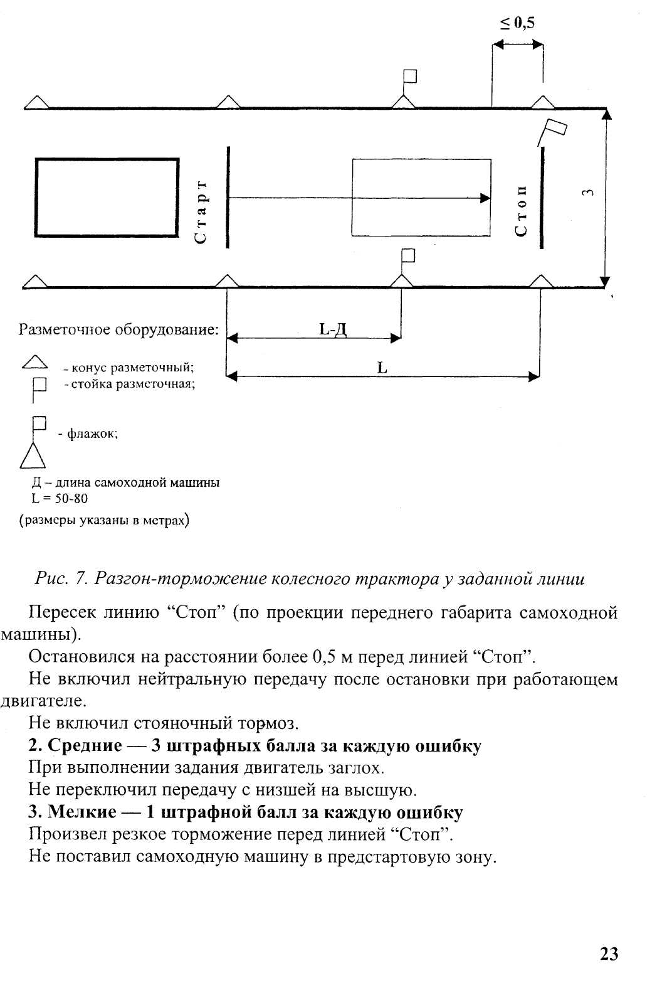 ≤ 0,5
Старт
Стоп
3
L-Д
L
Разметочное оборудование:
- конус разметочный;
- стойка разметочная;
- флажок;
Д – длина самоходной машины
L = 50-80
(размеры указаны в метрах)
Рис. 7. Разгон-торможение колесного трактора у заданной линии
Пересек линию “Стоп” (по проекции переднего габарита самоходной
машины).
Остановился на расстоянии более 0,5 м перед линией “Стоп”.
Не включил нейтральную передачу после остановки при работающем
двигателе.
Не включил стояночный тормоз.
2. Средние — 3 штрафных балла за каждую ошибку
При выполнении задания двигатель заглох.
Не переключил передачу с низшей на высшую.
3. Мелкие — 1 штрафной балл за каждую ошибку
Произвел резкое торможение перед линией “Стоп”.
Не поставил самоходную машину в предстартовую зону.
23